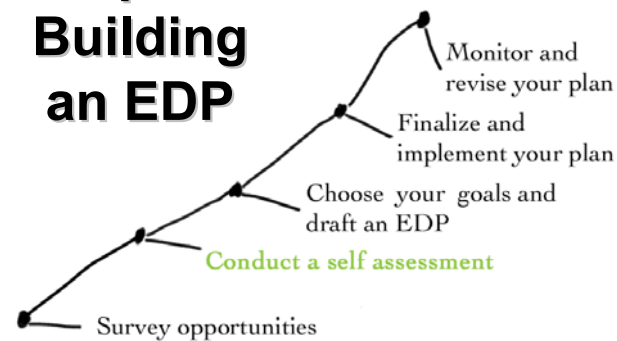 Building
an EDP
Monitor and
revise your plan
Finalize and
implement your plan
Choose your goals and
draft an EDP
Conduct a self assessment
Survey opportunities